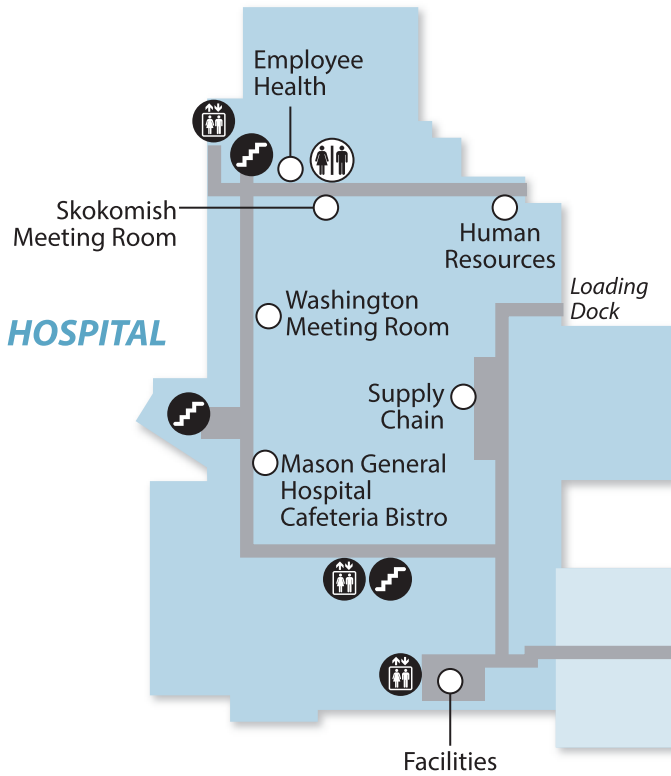 Employee
Health
Skokomish
Meeting Room
Human
Resources
Loading
Dock
Washington
Meeting Room
HOSPITAL
Supply
Chain
Mason General
Hospital
Cafeteria Bistro
Facilities